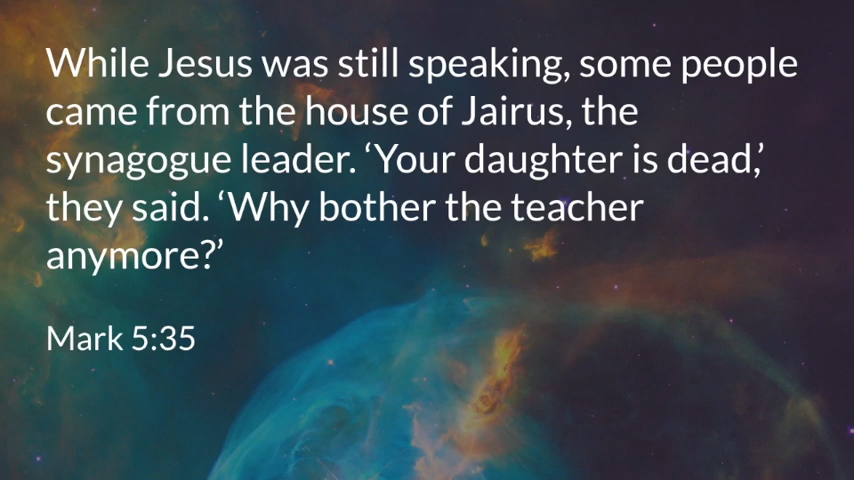 While Jesus was still speaking, some people
came from the house of Jairus, the
synagogue leader. ‘Your daughter is dead,’
they said. ‘Why bother the teacher
anymore?’
Mark 5:35